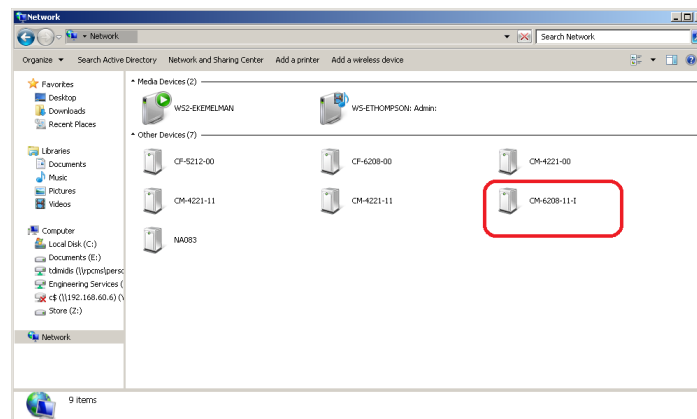 Network
Network
Search Network
Organize Search Active Directory Network and Sharing Center Add a printer Add a wireless device
Favorites
Desktop
Downloads
Recent Places
Libraries
Documents
Music
Pictures
Videos
Computer
Local Disk (C:)
Documents (E:)
tdimidis (\\rpcms\persc
Engineering Services (
c$ (\\192.168.60.6) (
Store (Z:)
Network
Media Devices (2)
WS2-EKEMELMAN
WS-ETHOMPSON: Admin:
Other Devices (7)
CF-5212-00
CF-6208-00
CM-4221-00
CM-4221-11
CM-4221-11
CM-6208-11-I
NA083
9 items